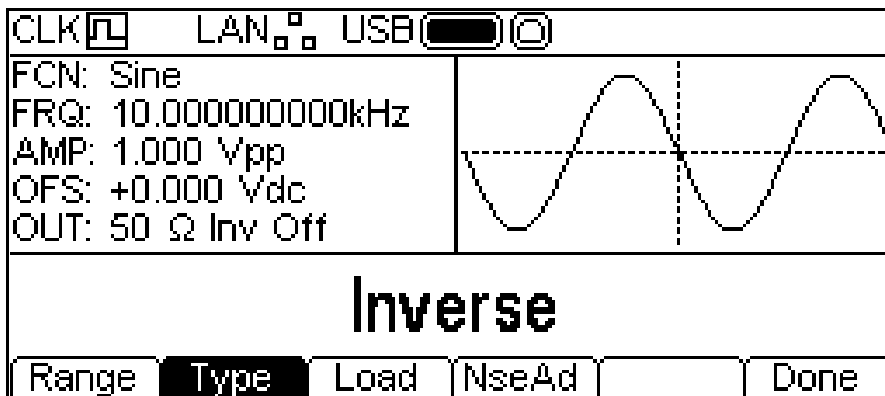 CLK LAN USB
FCN: Sine
FRQ: 10.000000000kHz
AMP: 1.000 Vpp
OFS: +0.000 Vdc
OUT: 50 Ω Inv Off
Inverse
Range Type Load NseAd Done